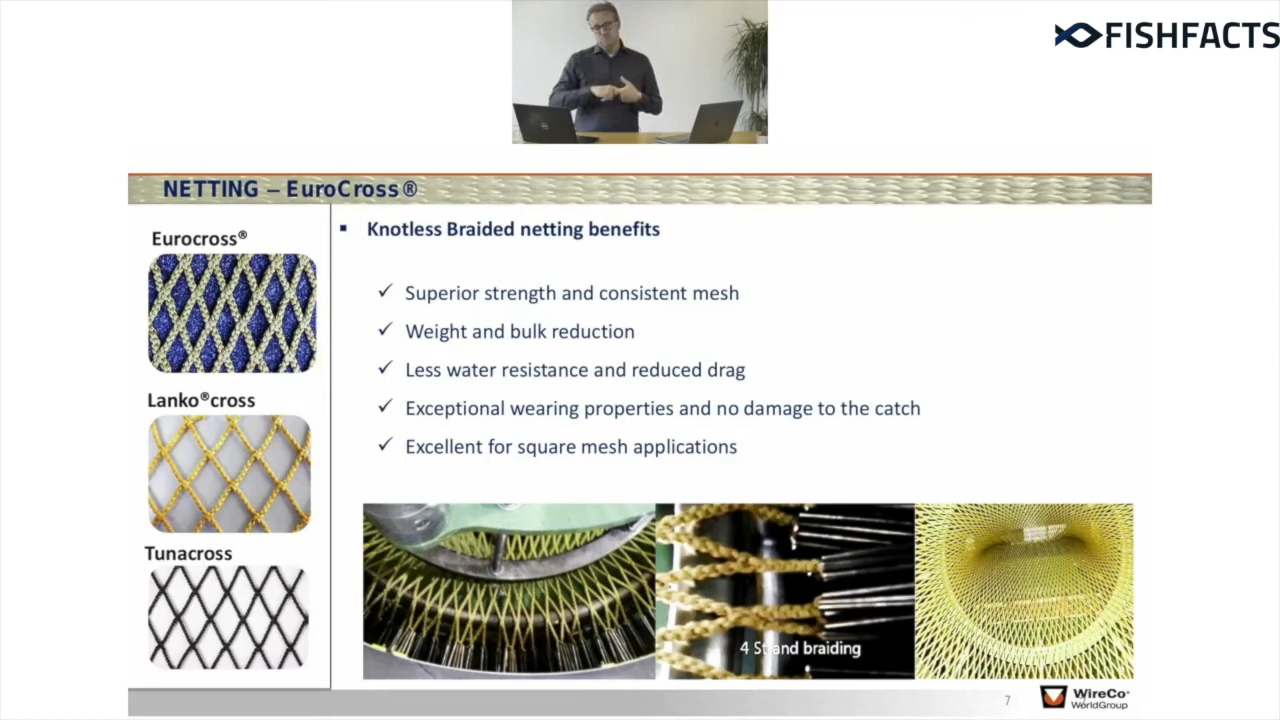 FISHFACTS
NETTING – EuroCross®
Eurocross®
Lanko®cross
Tunacross
▪ Knotless Braided netting benefits
✓ Superior strength and consistent mesh
✓ Weight and bulk reduction
✓ Less water resistance and reduced drag
✓ Exceptional wearing properties and no damage to the catch
✓ Excellent for square mesh applications
4 Strand braiding
7
WireCo
WorldGroup